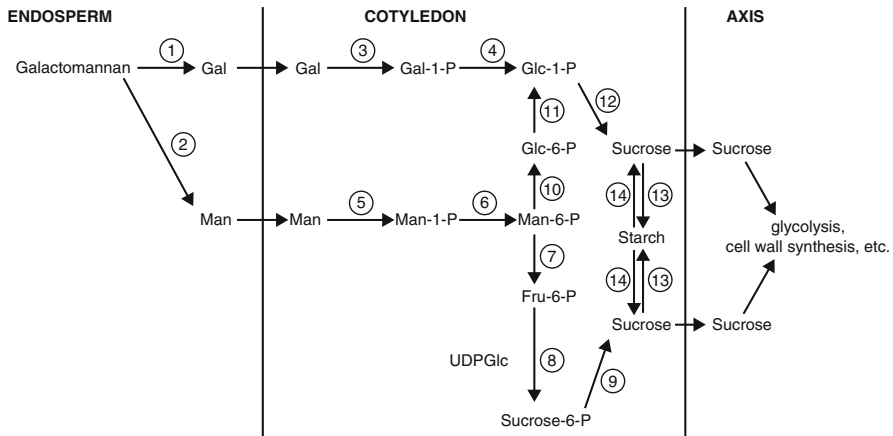 ENDOSPERM COTYLEDON AXIS
1 3 4
Galactomannan Gal Gal Gal-1-P Glc-1-P
12
11
2 Glc-6-P Sucrose Sucrose
10 14 13
5 6
Man Man Man-1-P Man-6-P Starch glycolysis,
cell wall synthesis, etc.
7
14 13
Fru-6-P
Sucrose Sucrose
UDPGlc 8 9
Sucrose-6-P